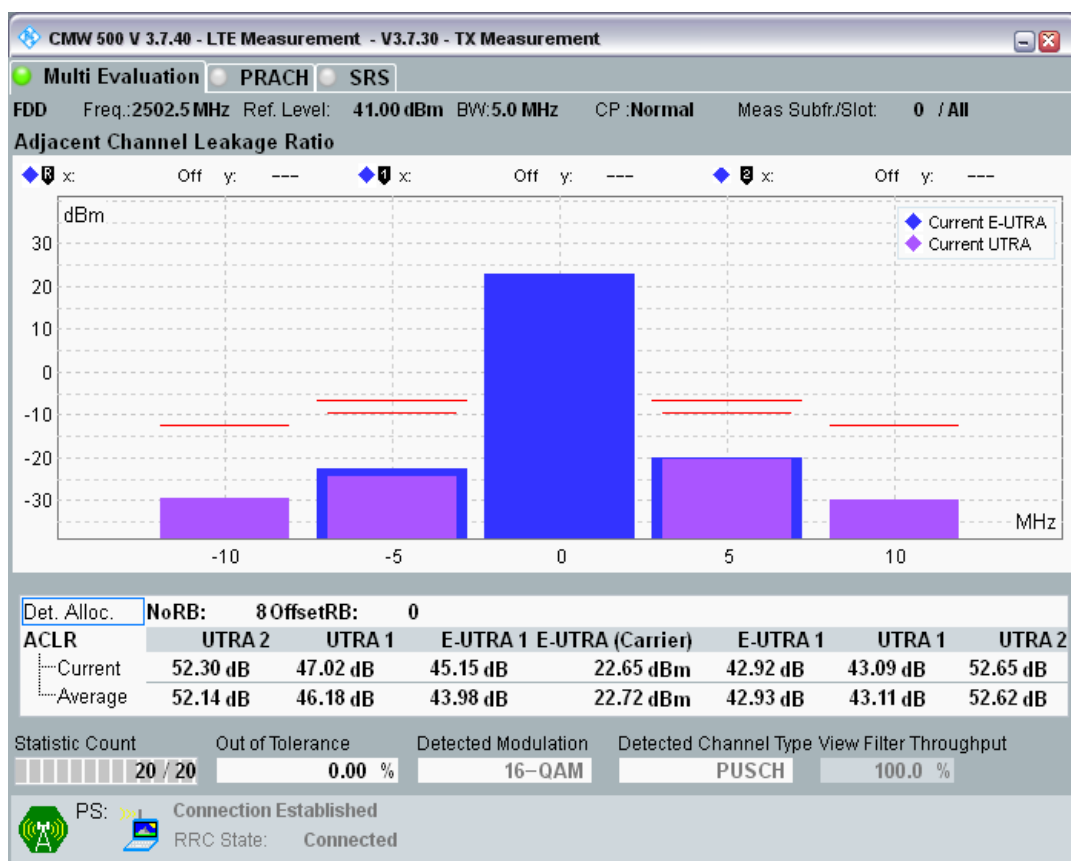 CMW 500 V 3.7.40 - LTE Measurement - V3.7.30 - TX Measurement
Multi Evaluation PRACH SRS
FDD Freq.:2502.5 MHz Ref. Level: 41.00 dBm BW:5.0 MHz CP :Normal Meas Subfr./Slot: 0 / All
Adjacent Channel Leakage Ratio
R x: Off y: --- 1 x: Off y: --- 2 x: Off y: ---
dBm
Current E-UTRA
Current UTRA
30
20
10
0
-10
-20
-30
MHz
-10 -5 0 5 10
Det. Alloc. NoRB: 8 OffsetRB: 0
ACLR UTRA 2 UTRA 1 E-UTRA 1 E-UTRA (Carrier) E-UTRA 1 UTRA 1 UTRA 2
Current 52.30 dB 47.02 dB 45.15 dB 22.65 dBm 42.92 dB 43.09 dB 52.65 dB
Average 52.14 dB 46.18 dB 43.98 dB 22.72 dBm 42.93 dB 43.11 dB 52.62 dB
Statistic Count Out of Tolerance Detected Modulation Detected Channel Type View Filter Throughput
20 / 20 0.00 % 16-QAM PUSCH 100.0 %
PS: Connection Established
RRC State: Connected